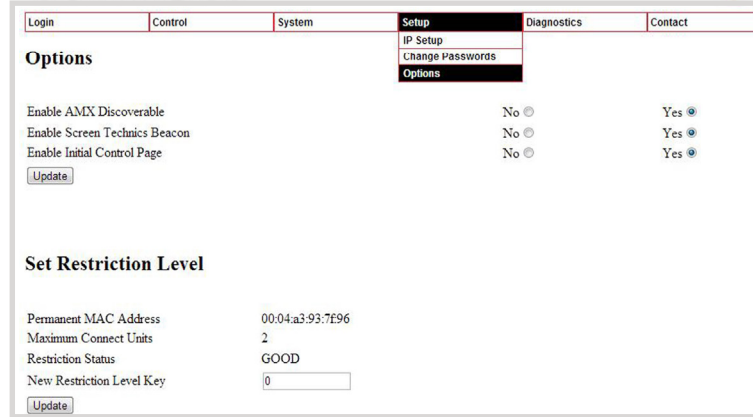 Login Control System Setup Diagnostics Contact
IP Setup
Change Passwords
Options
Options
Enable AMX Discoverable No Yes
Enable Screen Technics Beacon No Yes
Enable Initial Control Page No Yes
Update
Set Restriction Level
Permanent MAC Address 00:04:a3:93:7f:96
Maximum Connect Units 2
Restriction Status GOOD
New Restriction Level Key 0
Update